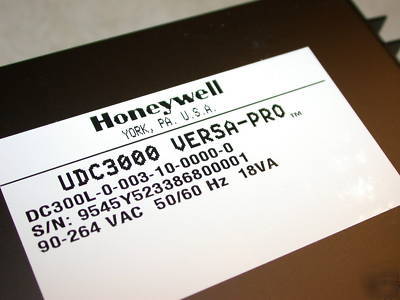 Honeywell
YORK, PA. U.S.A.
UDC3000 VERSA-PRO ™
DC300L-0-003-10-0000-0
S/N: 9545Y523386800001
90-264 VAC 50/60 Hz 18VA